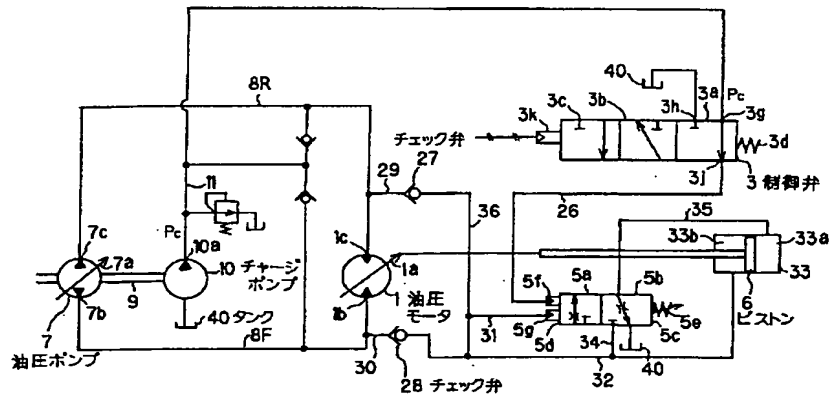 8R
40
3c
3b
3h
3a
Pc
3g
3k
3d
チェック弁
29
27
3j
3 制御弁
11
36
26
35
Pc
7c
7a
10a
10 チャージポンプ
1c
1a
1 油圧モータ
1b
33b
33a
33
6
ピストン
5f
5a
5b
5g
5e
5d
5c
31
34
7
7b
9
40 タンク
8F
油圧ポンプ
30
28 チェック弁
32
40